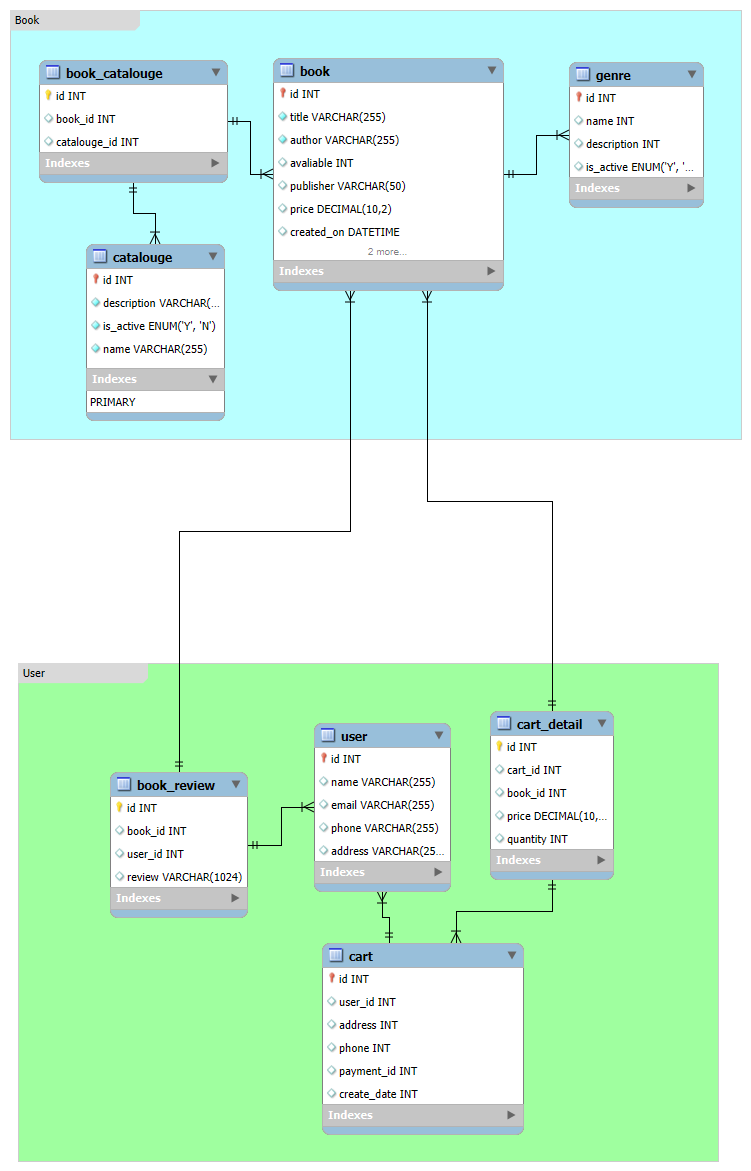 Book
book_catalouge
id INT
book_id INT
catalouge_id INT
Indexes
book
id INT
title VARCHAR(255)
author VARCHAR(255)
avaliable INT
publisher VARCHAR(50)
price DECIMAL(10,2)
created_on DATETIME
2 more...
Indexes
genre
id INT
name INT
description INT
is_active ENUM('Y', '...
Indexes
catalouge
id INT
description VARCHAR(...
is_active ENUM('Y', 'N')
name VARCHAR(255)
Indexes
PRIMARY
User
book_review
id INT
book_id INT
user_id INT
review VARCHAR(1024)
Indexes
user
id INT
name VARCHAR(255)
email VARCHAR(255)
phone VARCHAR(255)
address VARCHAR(25...
Indexes
cart_detail
id INT
cart_id INT
book_id INT
price DECIMAL(10,...
quantity INT
Indexes
cart
id INT
user_id INT
address INT
phone INT
payment_id INT
create_date INT
Indexes